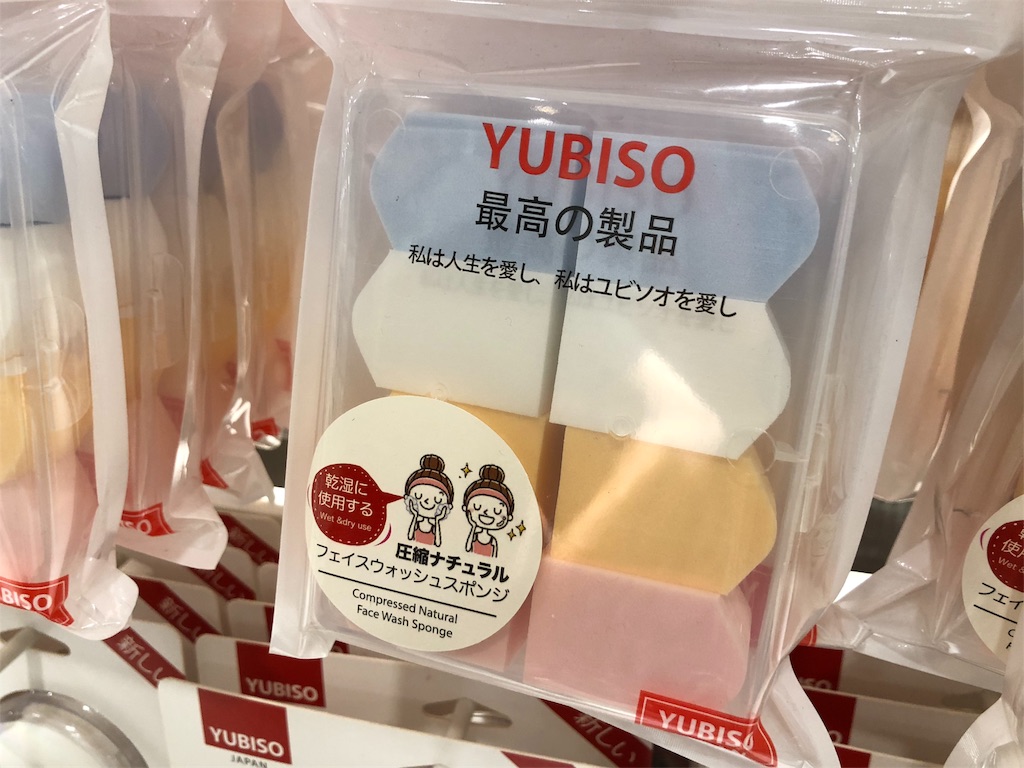 YUBISO
最高の製品
私は人生を愛し、私はユビソオを愛し
乾湿に
使用する
Wet &dry use
圧縮ナチュラル
フェイスウォッシュスポンジ
Compressed Natural
Face Wash Sponge
YUBISO
YUBISO
YUBISO
JAPAN
新しい
新しい